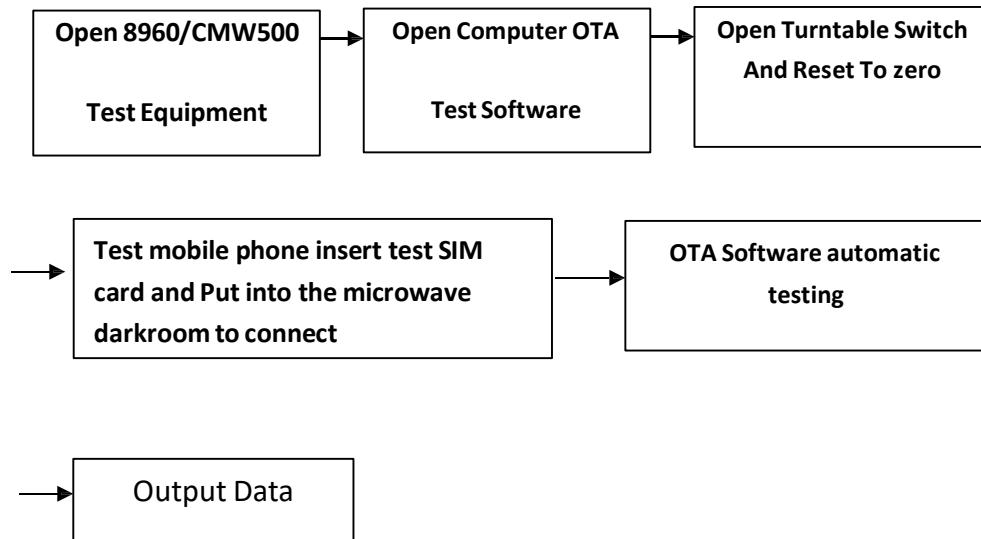 Open 8960/CMW500
Test Equipment
Open Computer OTA
Test Software
Open Turntable Switch
And Reset To zero
Test mobile phone insert test SIM
card and Put into the microwave
darkroom to connect
OTA Software automatic
testing
Output Data